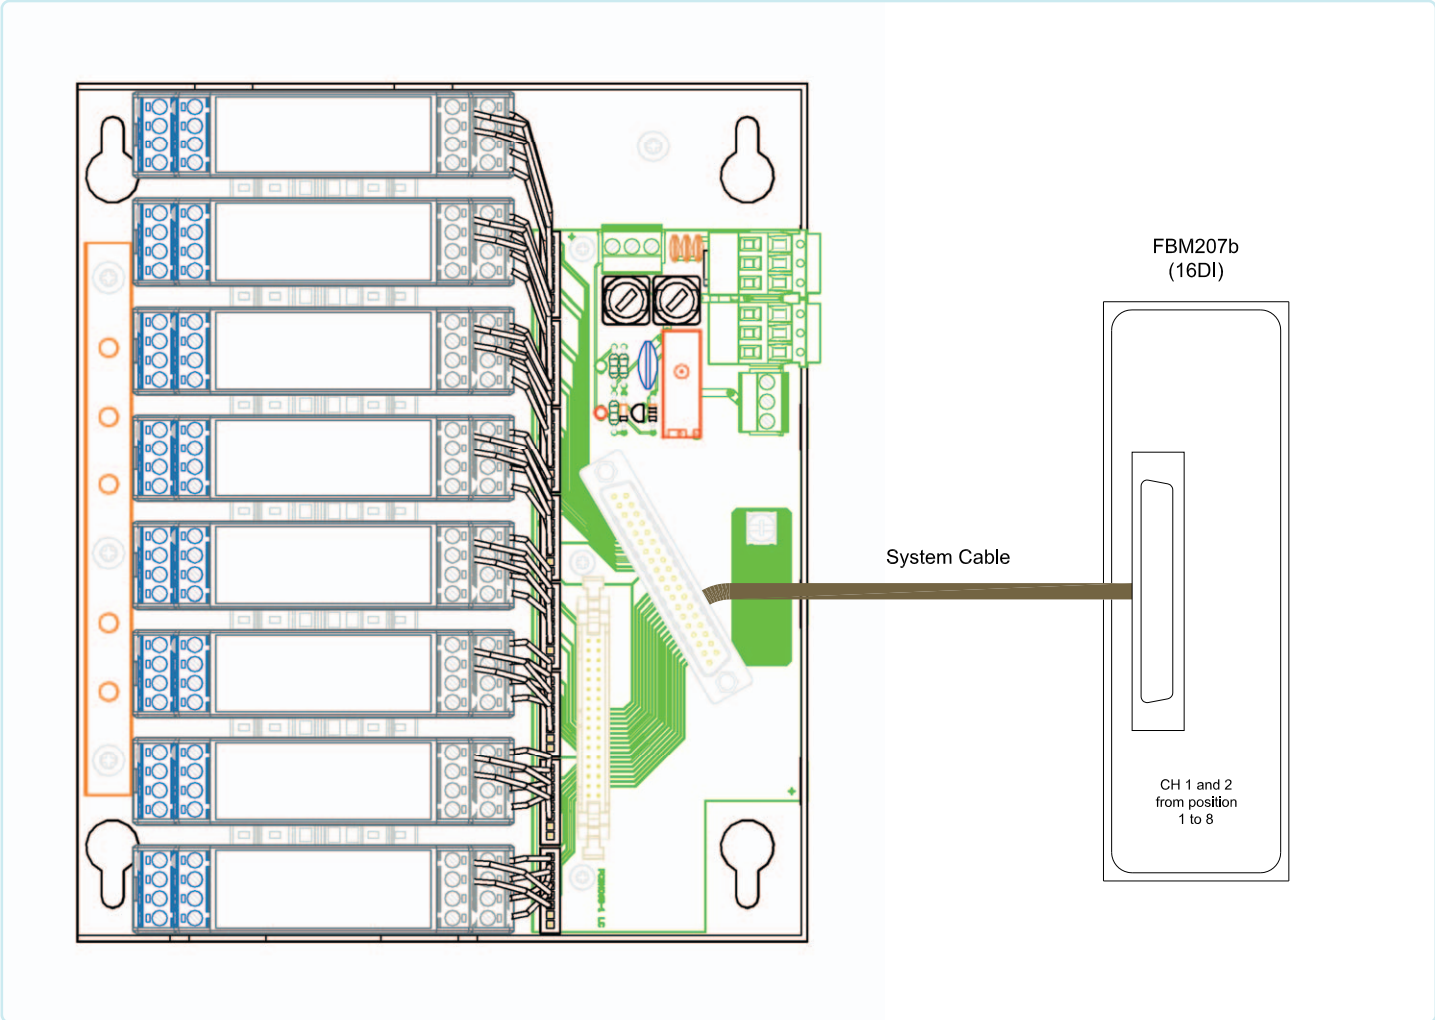 FBM207b
(16DI)
System Cable
CH 1 and 2
from position
1 to 8